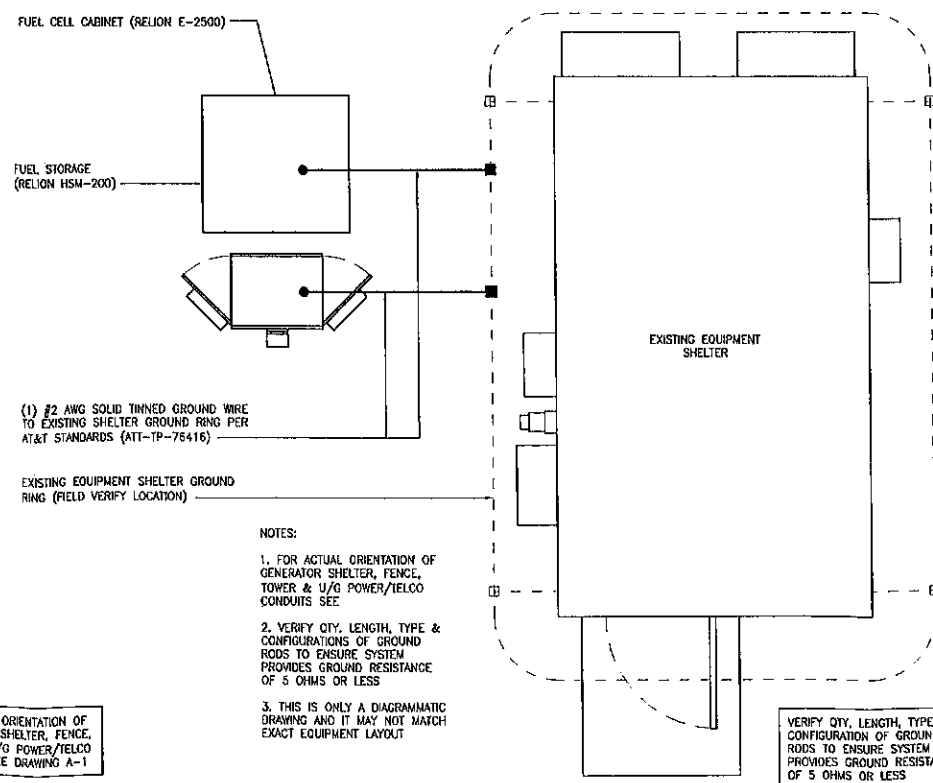 FUEL CELL CABINET (RELION E-2500)
FUEL STORAGE
(RELION HSM-200)
EXISTING EQUIPMENT
SHELTER
(1) #2 AWG SOLID TINNED GROUND WIRE
TO EXISTING SHELTER GROUND RING PER
AT&T STANDARDS (ATT-TP-76416)
EXISTING EQUIPMENT SHELTER GROUND
RING (FIELD VERIFY LOCATION)
NOTES:
1. FOR ACTUAL ORIENTATION OF
GENERATOR SHELTER, FENCE,
TOWER & U/G POWER/TELCO
CONDUITS SEE
2. VERIFY QTY, LENGTH, TYPE &
CONFIGURATIONS OF GROUND
RODS TO ENSURE SYSTEM
PROVIDES GROUND RESISTANCE
OF 5 OHMS OR LESS
3. THIS IS ONLY A DIAGRAMMATIC
DRAWING AND IT MAY NOT MATCH
EXACT EQUIPMENT LAYOUT
ORIENTATION OF
SHELTER, FENCE,
/G POWER/TELCO
EE DRAWING A-1
VERIFY QTY, LENGTH, TYPE
CONFIGURATION OF GROUN
RODS TO ENSURE SYSTEM
PROVIDES GROUND RESISTA
OF 5 OHMS OR LESS